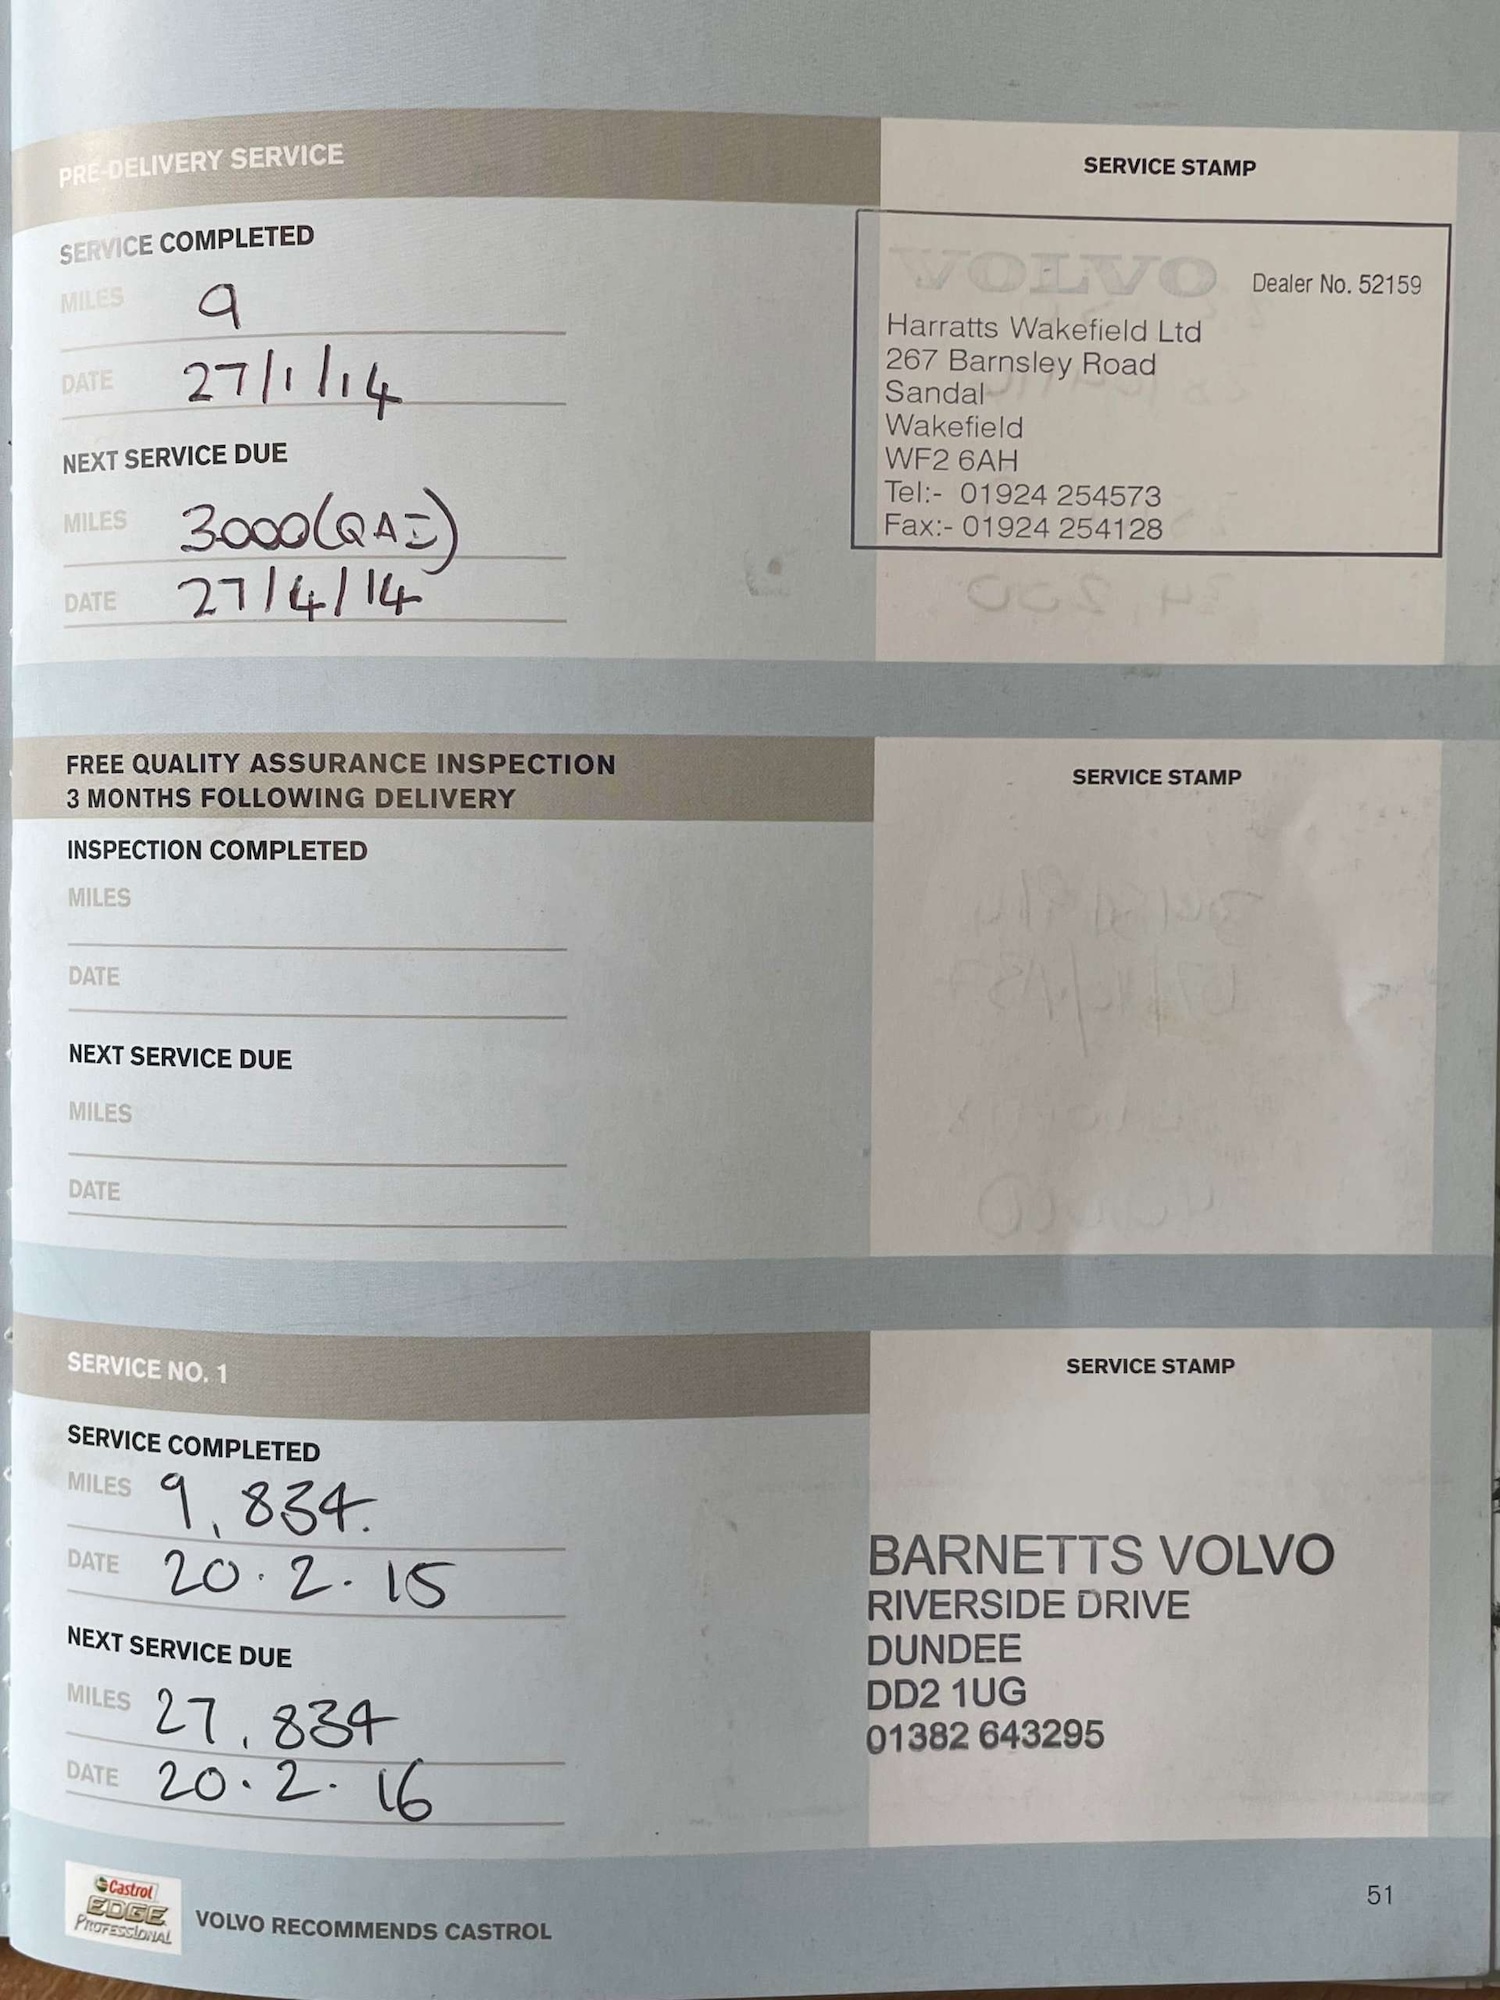 PRE-DELIVERY SERVICE
SERVICE STAMP
SERVICE COMPLETED
MILES 9
DATE 27/1/14
NEXT SERVICE DUE
MILES 3000(QAI)
DATE 27/4/14
VOLVO Dealer No. 52159
Harratts Wakefield Ltd
267 Barnsley Road
Sandal
Wakefield
WF2 6AH
Tel:- 01924 254573
Fax:- 01924 254128
FREE QUALITY ASSURANCE INSPECTION
3 MONTHS FOLLOWING DELIVERY
SERVICE STAMP
INSPECTION COMPLETED
MILES
DATE
NEXT SERVICE DUE
MILES
DATE
SERVICE NO. 1
SERVICE STAMP
SERVICE COMPLETED
MILES 9,834.
DATE 20.2.15
NEXT SERVICE DUE
MILES 27,834
DATE 20.2.16
BARNETTS VOLVO
RIVERSIDE DRIVE
DUNDEE
DD2 1UG
01382 643295
Castrol
EDGE
PROFESSIONAL
VOLVO RECOMMENDS CASTROL
51